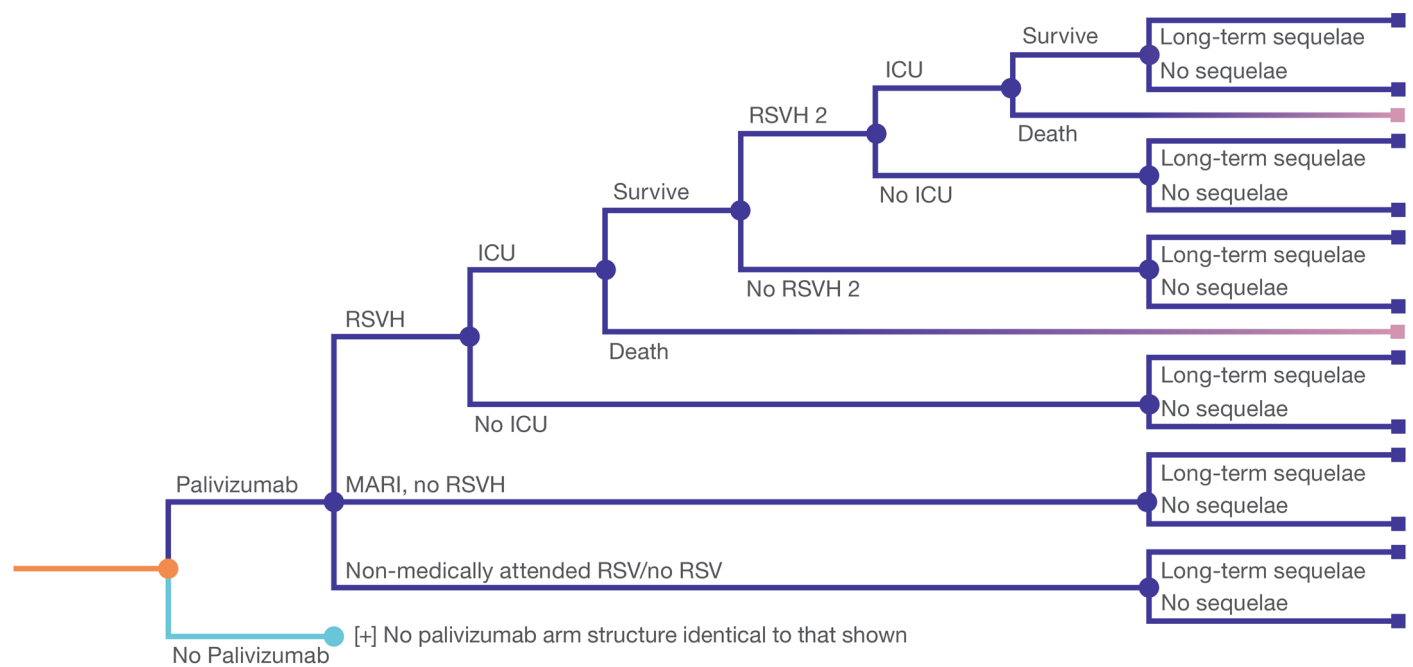 Survive
Long-term sequelae
No sequelae
ICU
Death
RSVH 2
Long-term sequelae
No sequelae
No ICU
Survive
Long-term sequelae
No sequelae
ICU
No RSVH 2
RSVH
Death
Long-term sequelae
No sequelae
No ICU
Palivizumab
MARI, no RSVH
Long-term sequelae
No sequelae
Non-medically attended RSV/no RSV
Long-term sequelae
No sequelae
[+] No palivizumab arm structure identical to that shown
No Palivizumab